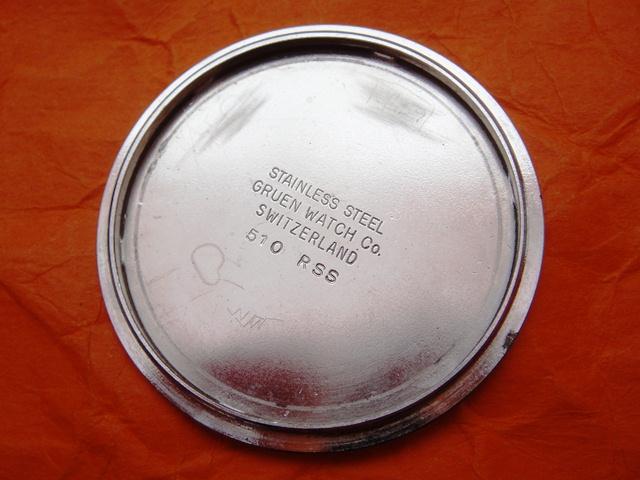 STAINLESS STEEL
GRUEN WATCH Co.
SWITZERLAND
510 RSS